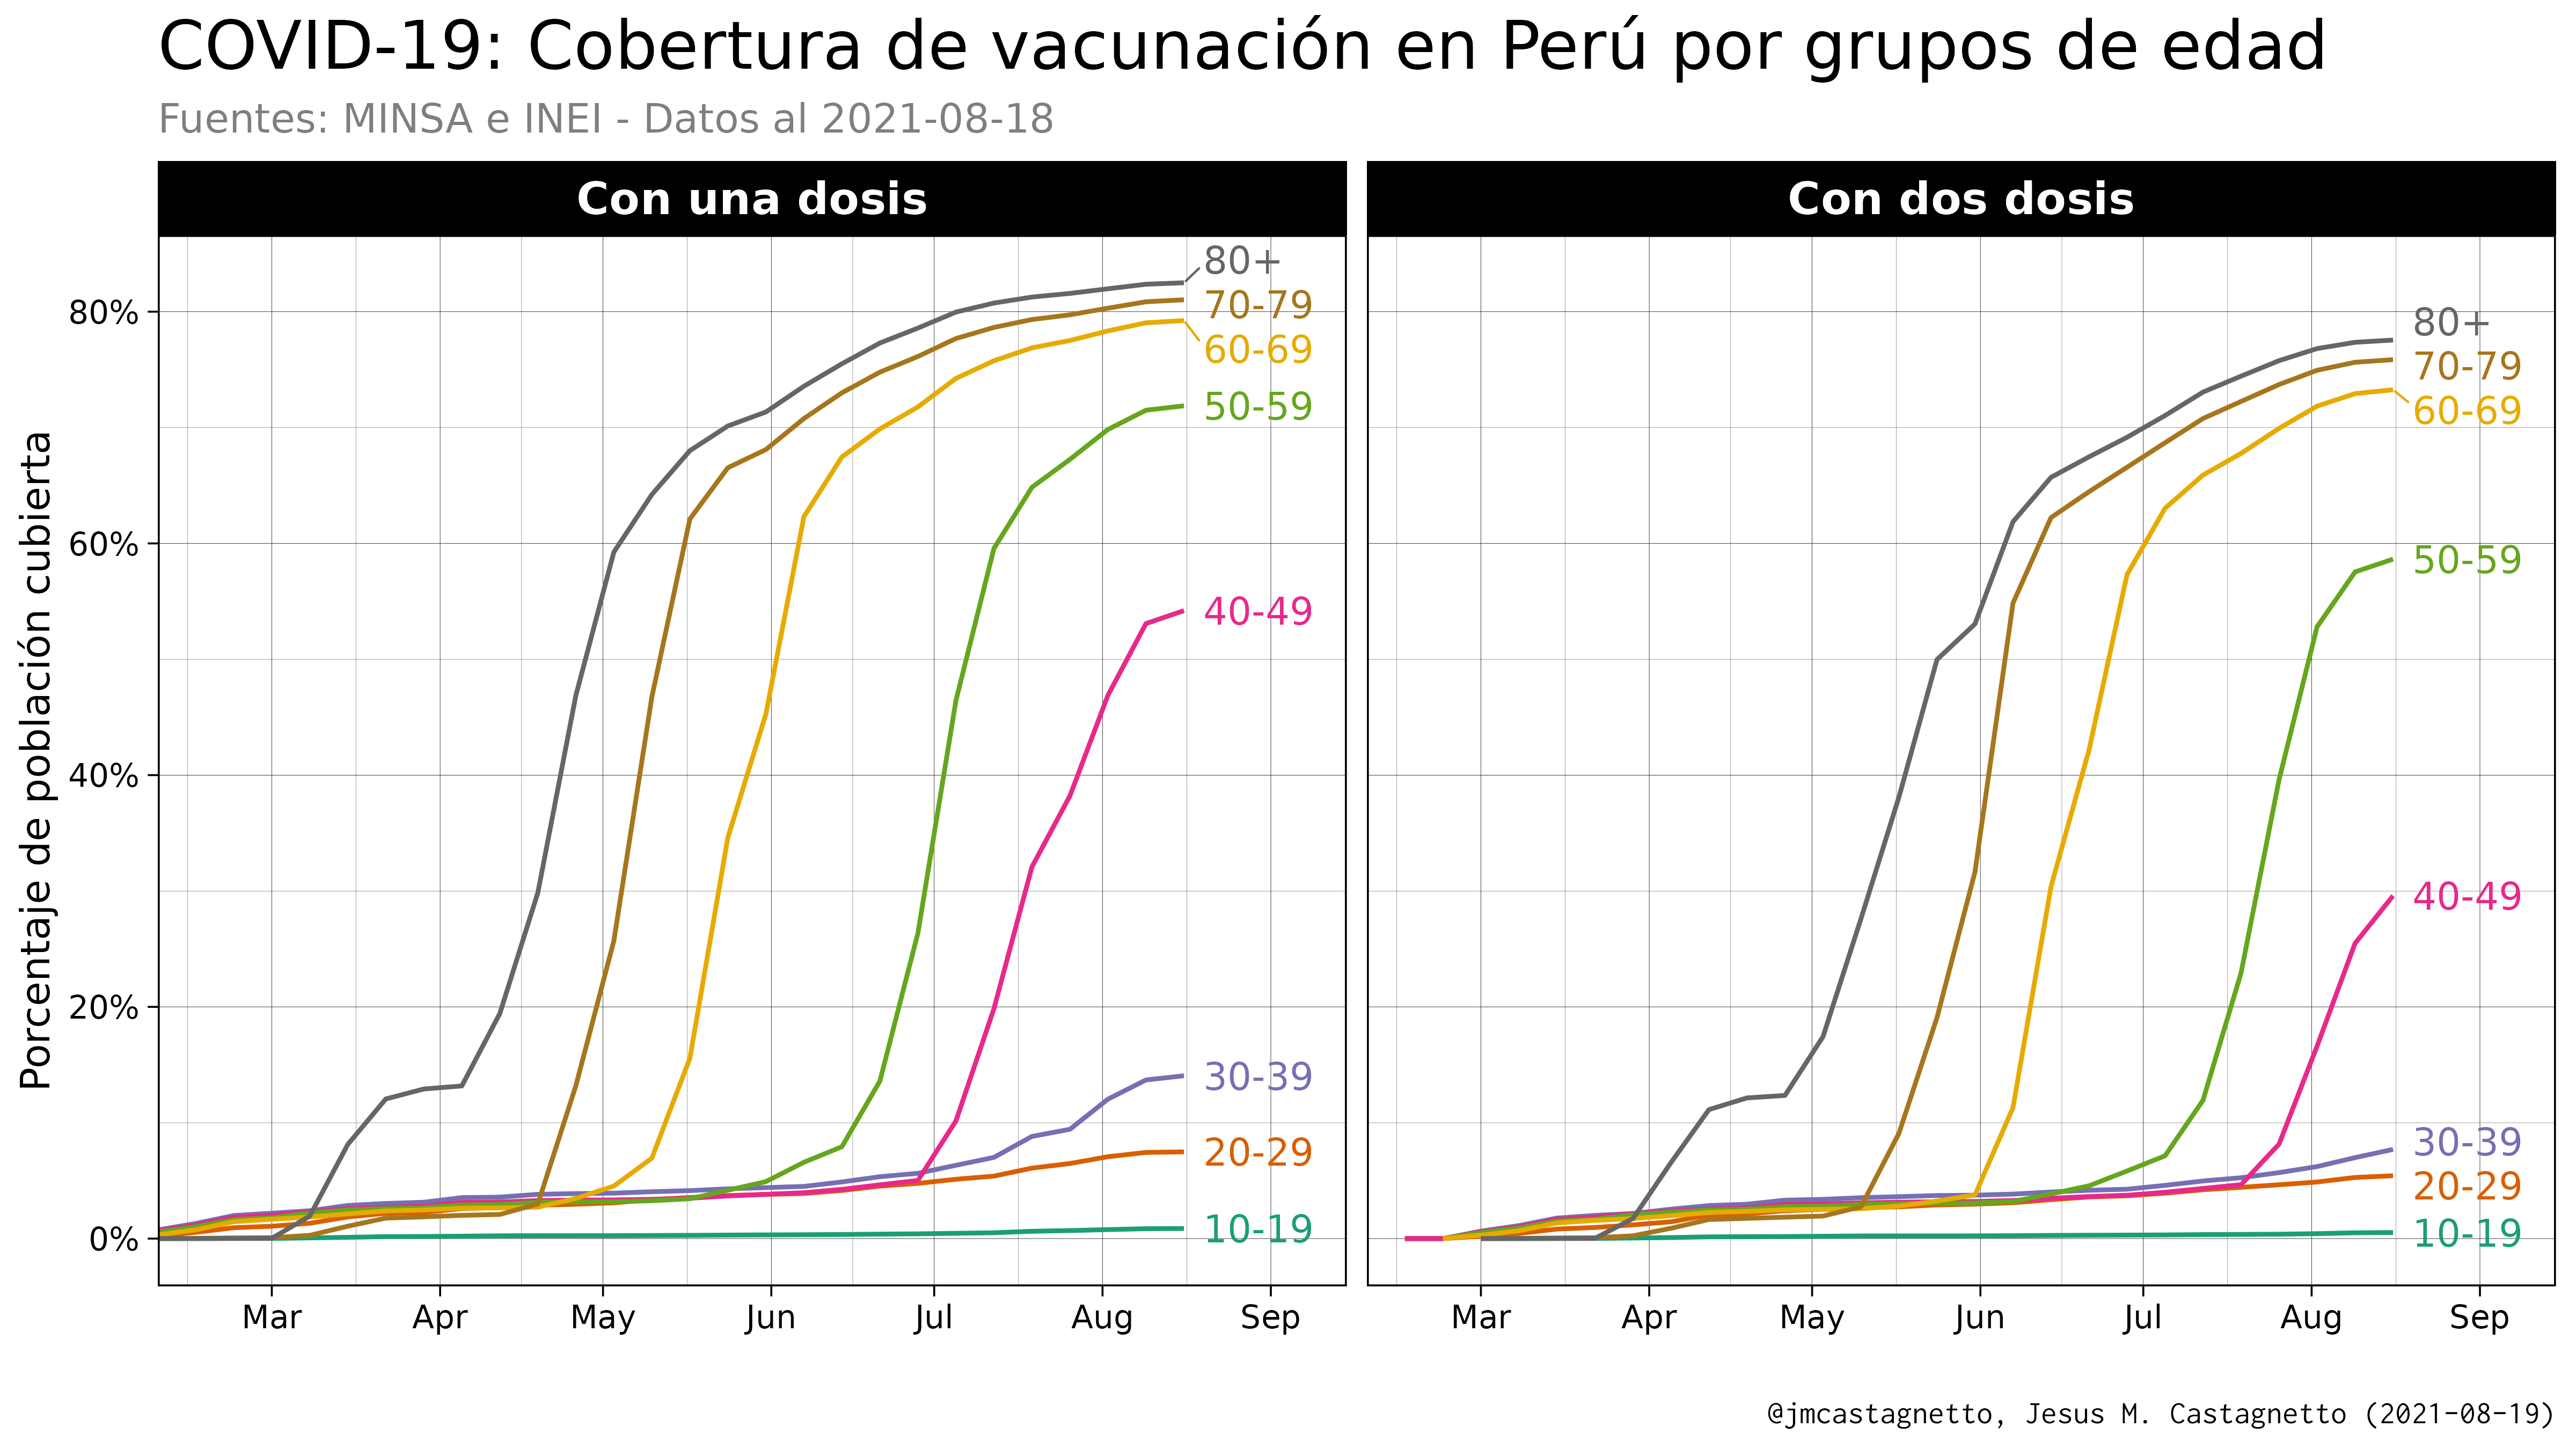 COVID-19: Cobertura de vacunación en Perú por grupos de edad
Fuentes: MINSA e INEI - Datos al 2021-08-18
Con una dosis
Con dos dosis
Porcentaje de población cubierta
80%
60%
40%
20%
0%
80+
70-79
60-69
50-59
40-49
30-39
20-29
10-19
80+
70-79
60-69
50-59
40-49
30-39
20-29
10-19
Mar Apr May Jun Jul Aug Sep
Mar Apr May Jun Jul Aug Sep
@jmcastagnetto, Jesus M. Castagnetto (2021-08-19)